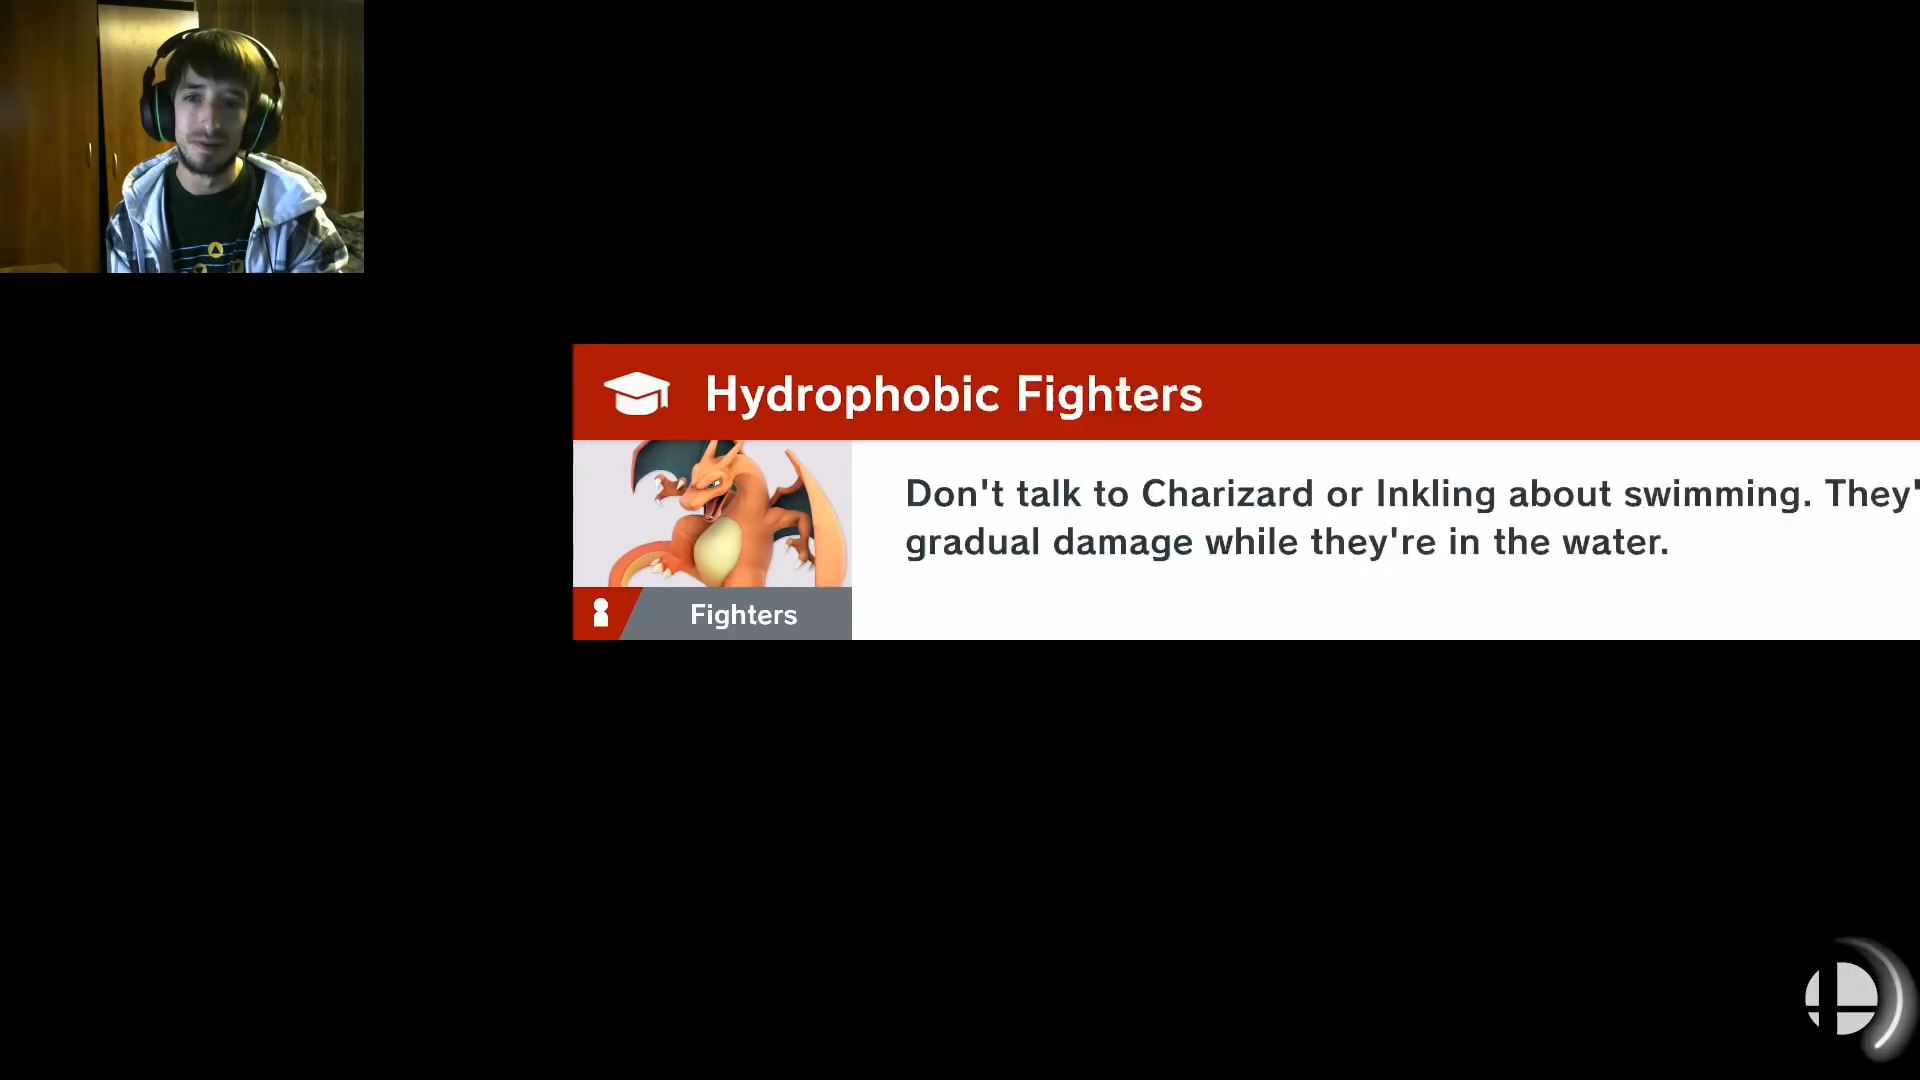 Hydrophobic Fighters
Don't talk to Charizard or Inkling about swimming. They'
gradual damage while they're in the water.
Fighters